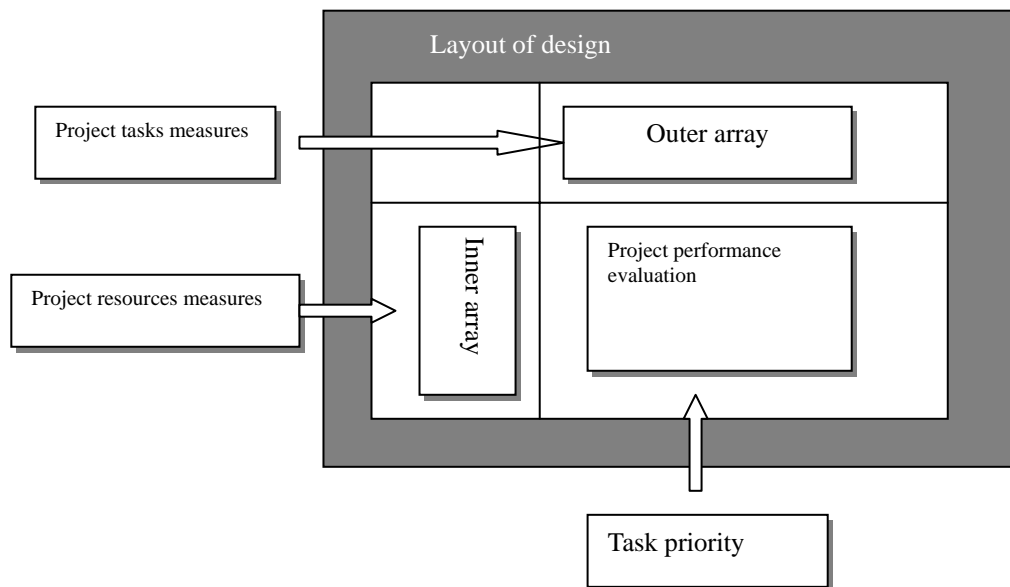 Layout of design
Project tasks measures
Outer array
Inner array
Project performance
evaluation
Project resources measures
Task priority